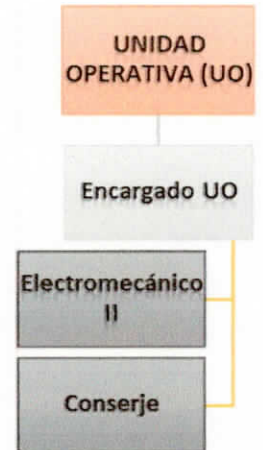 UNIDAD
OPERATIVA (UO)
Encargado UO
Electromecánico
II
Conserje